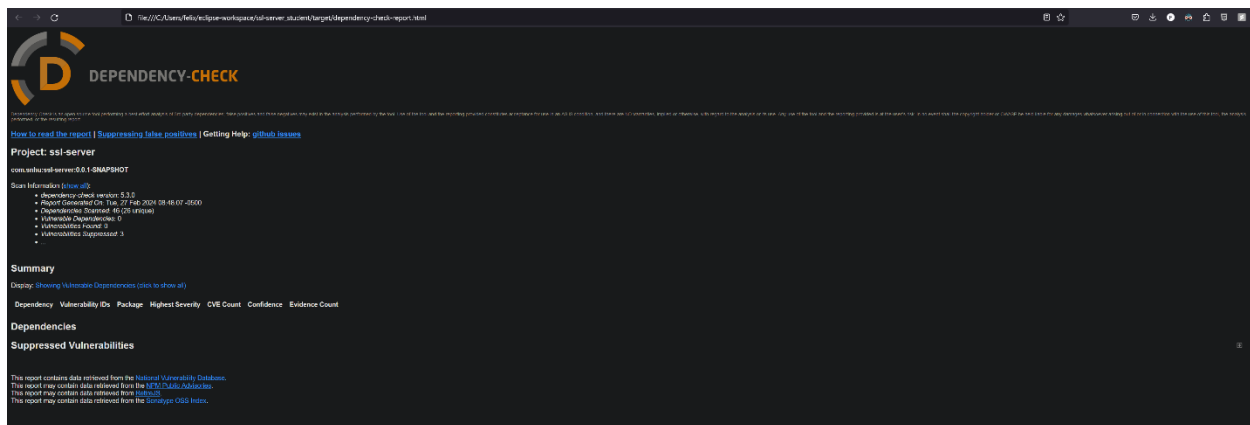 file:///C:/Users/felix/eclipse-workspace/ssl-server_student/target/dependency-check-report.html
D DEPENDENCY-CHECK
How to read the report | Suppressing false positives | Getting Help: github issues
Project: ssl-server
com.snhu:ssl-server:0.0.1-SNAPSHOT
Scan Information (show all):
• dependency-check version: 5.3.0
• Report Generated On: Tue, 27 Feb 2024 08:48:07 -0500
• Dependencies Scanned: 46 (26 unique)
• Vulnerable Dependencies: 0
• Vulnerabilities Found: 0
• Vulnerabilities Suppressed: 3
• ...
Summary
Display: Showing Vulnerable Dependencies (click to show all)
Dependency Vulnerability IDs Package Highest Severity CVE Count Confidence Evidence Count
Dependencies
Suppressed Vulnerabilities
This report contains data retrieved from the National Vulnerability Database.
This report may contain data retrieved from the NPM Public Advisories.
This report may contain data retrieved from RetireJS.
This report may contain data retrieved from the Sonatype OSS Index.